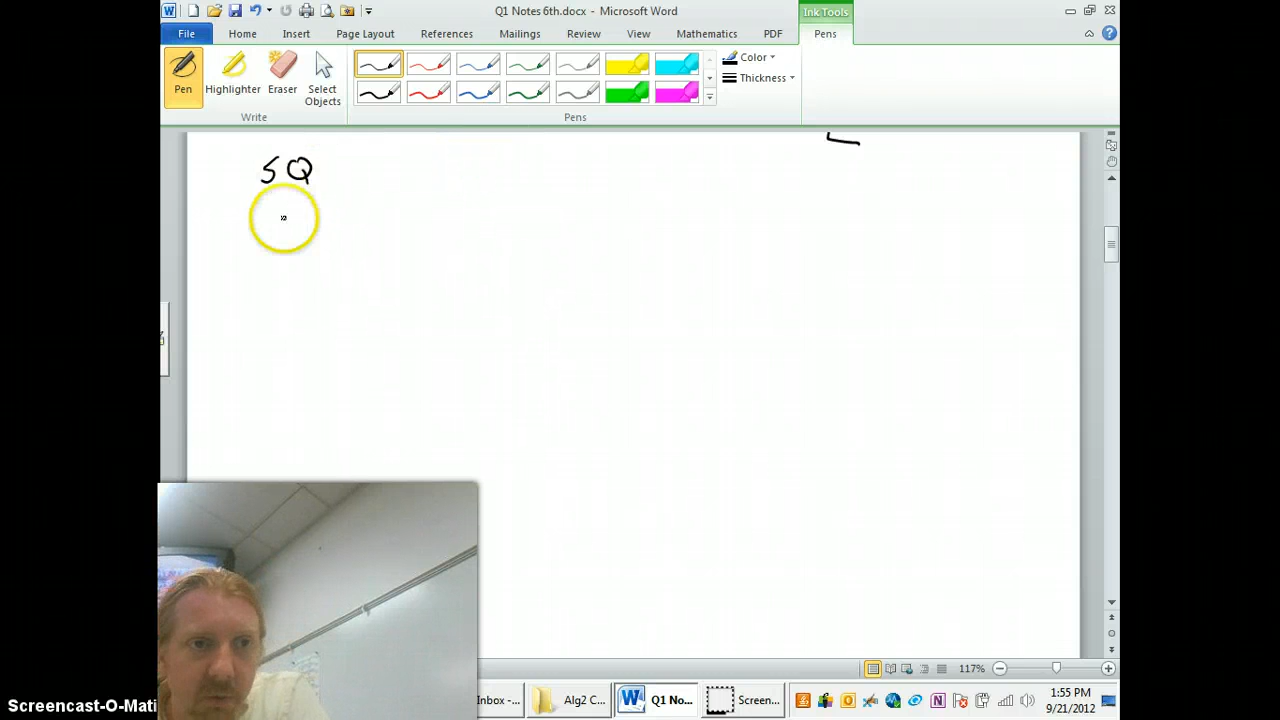 Q1 Notes 6th.docx - Microsoft Word
Ink Tools
File Home Insert Page Layout References Mailings Review View Mathematics PDF Pens
Pen Highlighter Eraser Select Objects
Color
Thickness
Write Pens
SQ
117%
Inbox -... Alg2 C... Q1 No... Screen...
1:55 PM
9/21/2012
Screencast-O-Mati